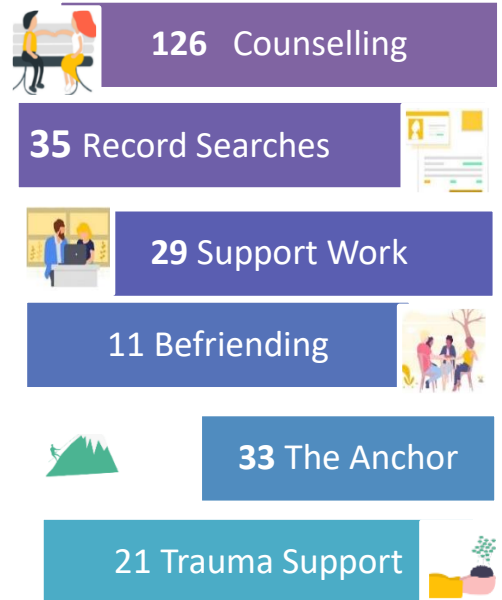 126 Counselling
35 Record Searches
29 Support Work
11 Befriending
33 The Anchor
21 Trauma Support